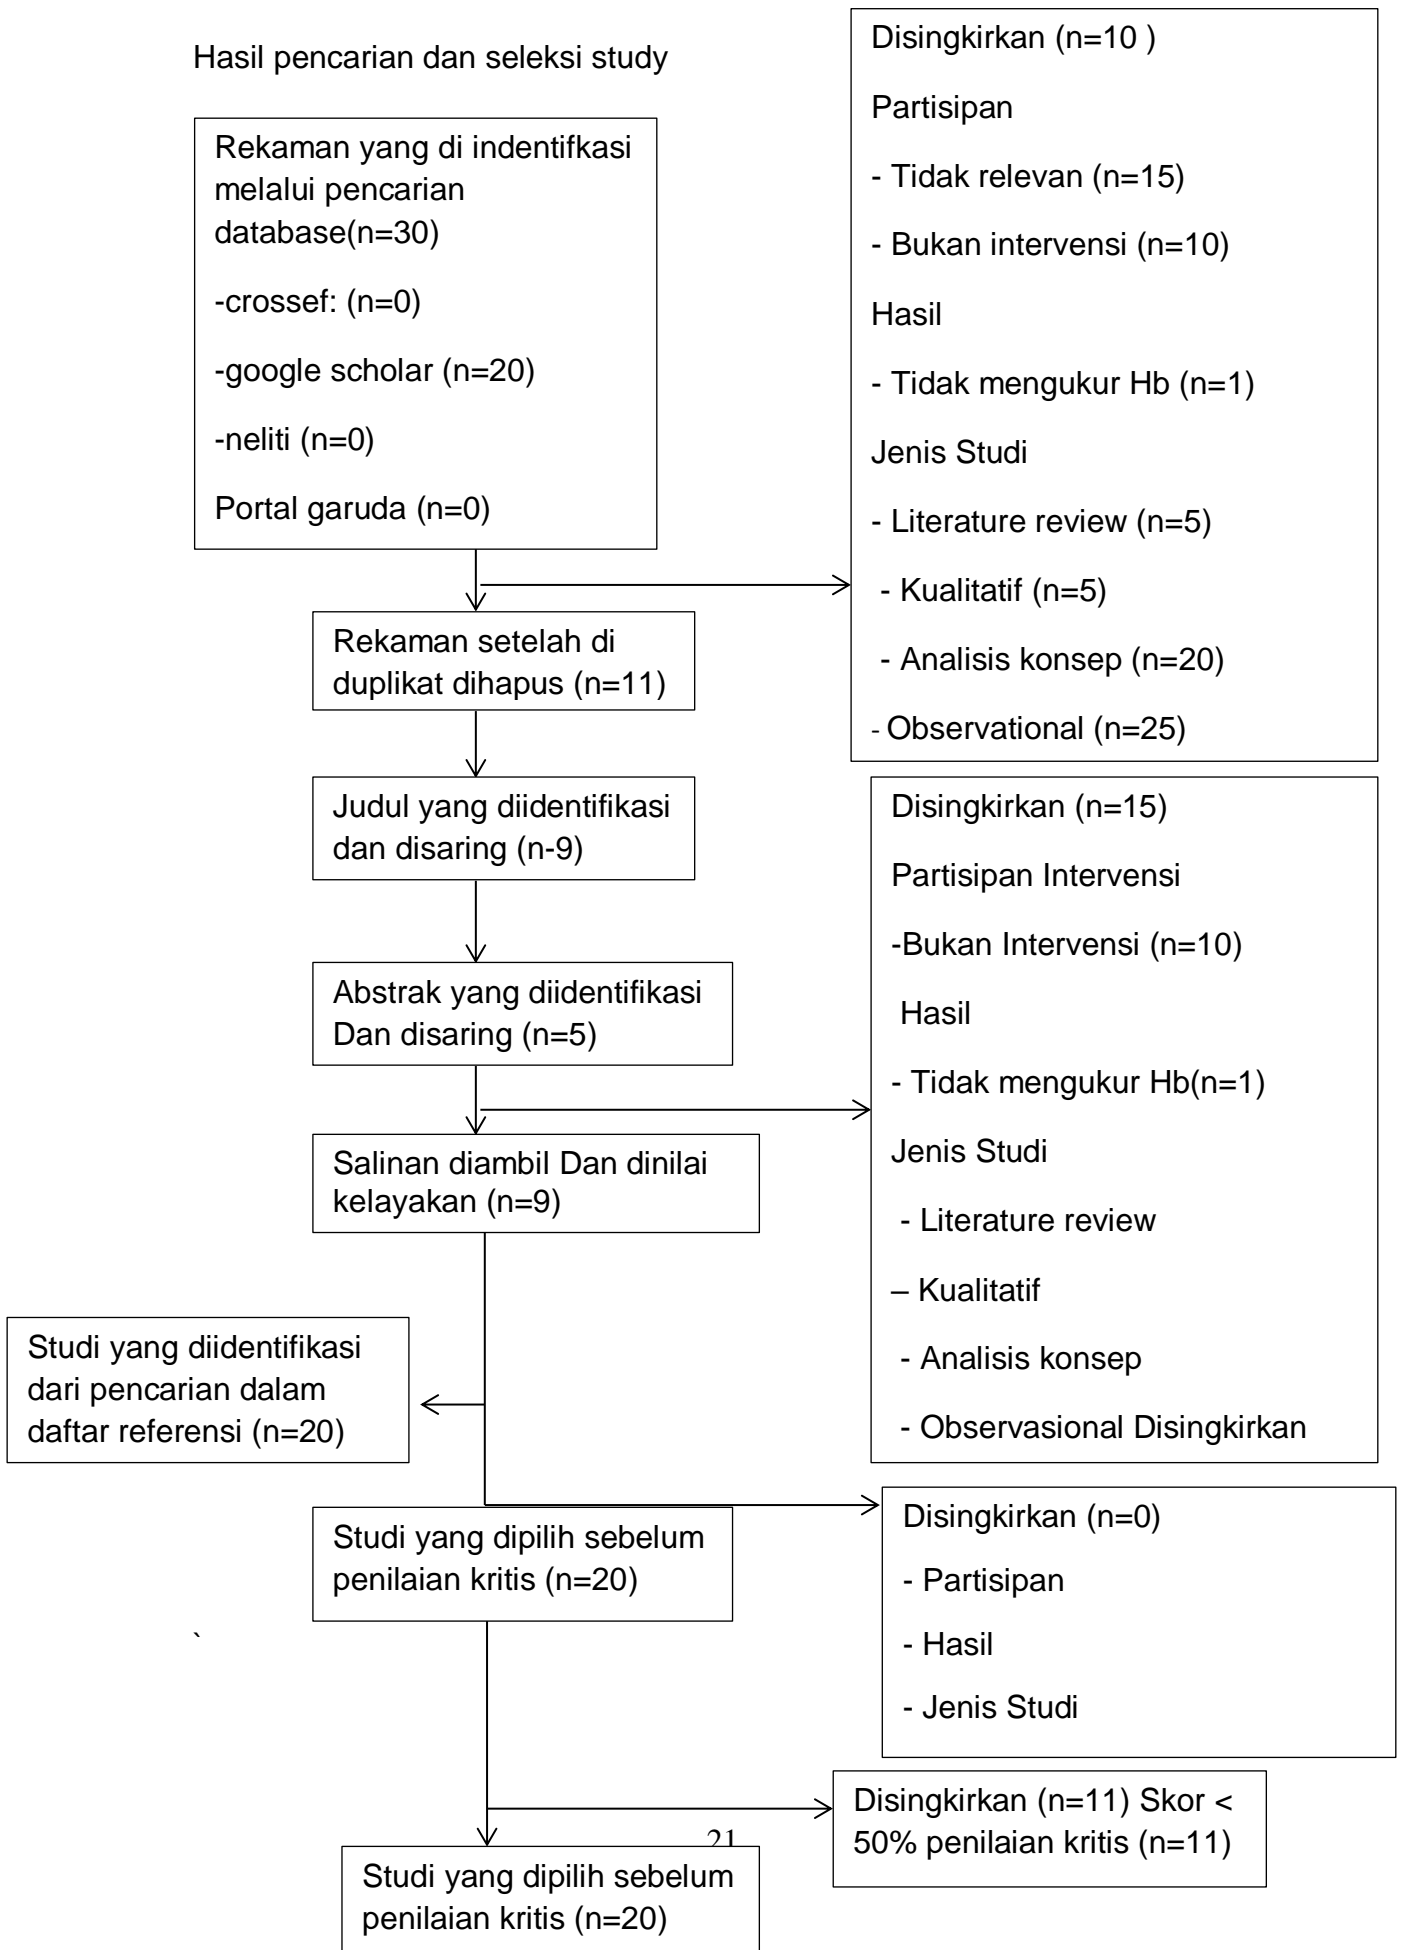 Hasil pencarian dan seleksi study
Rekaman yang di indentifkasi
melalui pencarian
database(n=30)
-crossef: (n=0)
-google scholar (n=20)
-neliti (n=0)
Portal garuda (n=0)
Disingkirkan (n=10 )
Partisipan
- Tidak relevan (n=15)
- Bukan intervensi (n=10)
Hasil
- Tidak mengukur Hb (n=1)
Jenis Studi
- Literature review (n=5)
- Kualitatif (n=5)
- Analisis konsep (n=20)
- Observational (n=25)
Rekaman setelah di
duplikat dihapus (n=11)
Judul yang diidentifikasi
dan disaring (n-9)
Abstrak yang diidentifikasi
Dan disaring (n=5)
Disingkirkan (n=15)
Partisipan Intervensi
-Bukan Intervensi (n=10)
Hasil
- Tidak mengukur Hb(n=1)
Jenis Studi
- Literature review
– Kualitatif
- Analisis konsep
- Observasional Disingkirkan
Salinan diambil Dan dinilai
kelayakan (n=9)
Studi yang diidentifikasi
dari pencarian dalam
daftar referensi (n=20)
Studi yang dipilih sebelum
penilaian kritis (n=20)
Disingkirkan (n=0)
- Partisipan
- Hasil
- Jenis Studi
`
Disingkirkan (n=11) Skor <
50% penilaian kritis (n=11)
21
Studi yang dipilih sebelum
penilaian kritis (n=20)